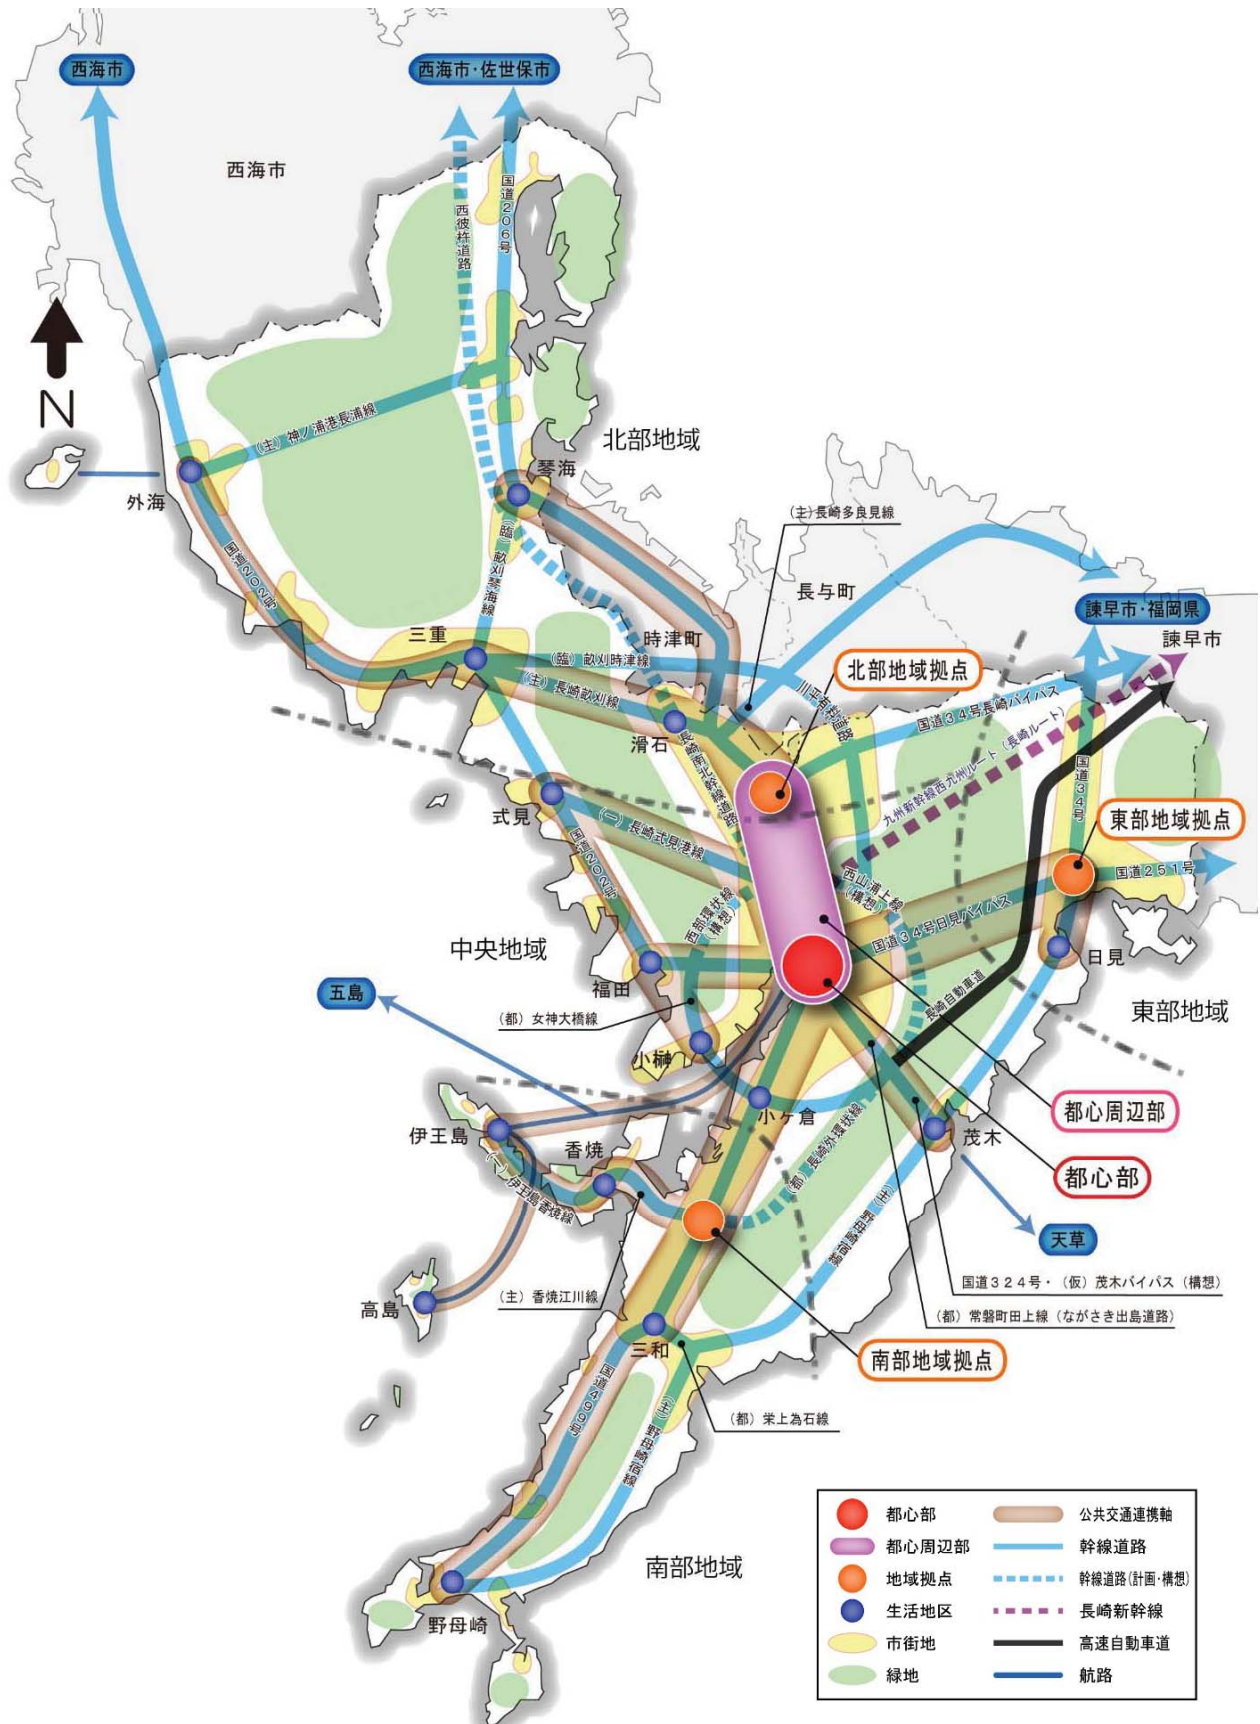 西海市
西海市・佐世保市
西海市
国道206号
西彼杵道路
N
(主)神ノ浦港長浦線
北部地域
琴海
外海
(主)長崎多良見線
国道202号
(臨)畝刈琴海線
長与町
諫早市・福岡県
諫早市
時津町
三重
(臨)畝刈時津線
北部地域拠点
(主)長崎畝刈線
川平有料道路
国道34号長崎バイパス
滑石
長崎南北幹線道路
九州新幹線西九州ルート(長崎ルート)
国道34号
式見
(一)長崎式見港線
東部地域拠点
国道202号
国道251号
西山浦上線
(構想)
西部環状線
(構想)
国道34号日見バイパス
中央地域
日見
福田
五島
長崎自動車道
東部地域
(都)女神大橋線
小榊
小ヶ倉
都心周辺部
伊王島
香焼
茂木
(都)長崎外環状線
都心部
(一)伊王島香焼線
(主)野母崎宿線
天草
国道324号・(仮)茂木バイパス(構想)
高島
(主)香焼江川線
(都)常磐町田上線(ながさき出島道路)
三和
南部地域拠点
国道499号
(都)栄上為石線
(主)野母崎宿線
南部地域
野母崎
都心部
都心周辺部
地域拠点
生活地区
市街地
緑地
公共交通連携軸
幹線道路
幹線道路(計画・構想)
長崎新幹線
高速自動車道
航路